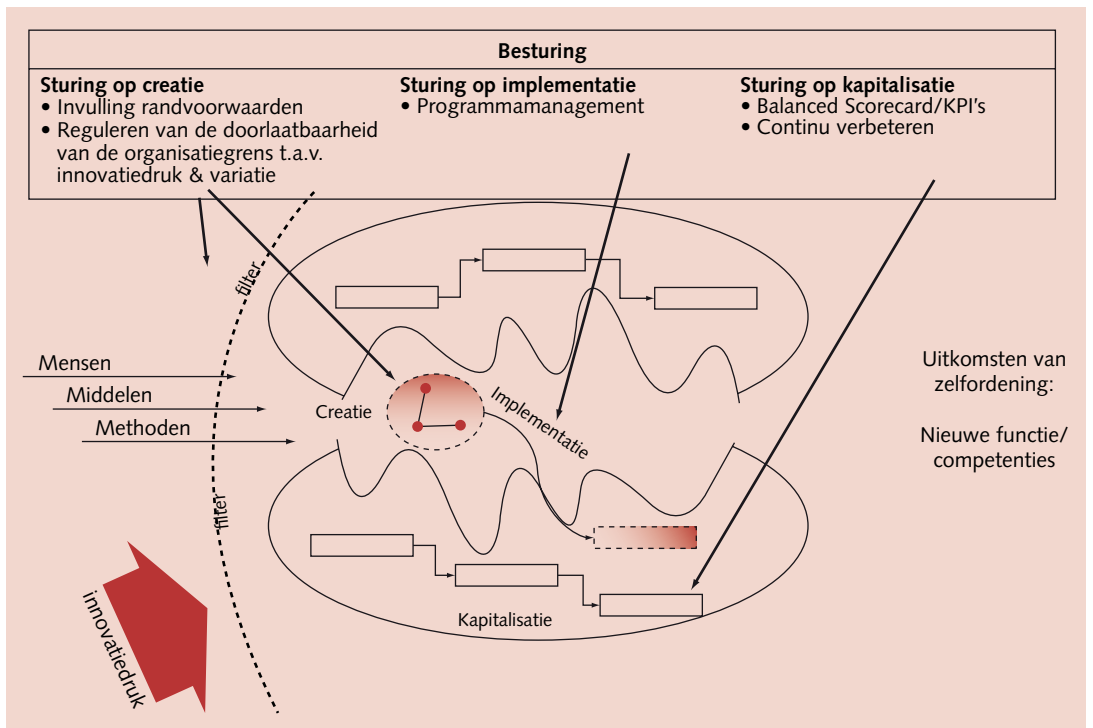 Besturing
Sturing op creatie
• Invulling randvoorwaarden
• Reguleren van de doorlaatbaarheid
van de organisatiegrens t.a.v.
innovatiedruk & variatie
Sturing op implementatie
• Programmamanagement
Sturing op kapitalisatie
• Balanced Scorecard/KPI's
• Continu verbeteren
filter
Mensen
Middelen
Methoden
Creatie
Implementatie
Uitkomsten van
zelfordening:
Nieuwe functie/
competenties
filter
innovatiedruk
Kapitalisatie